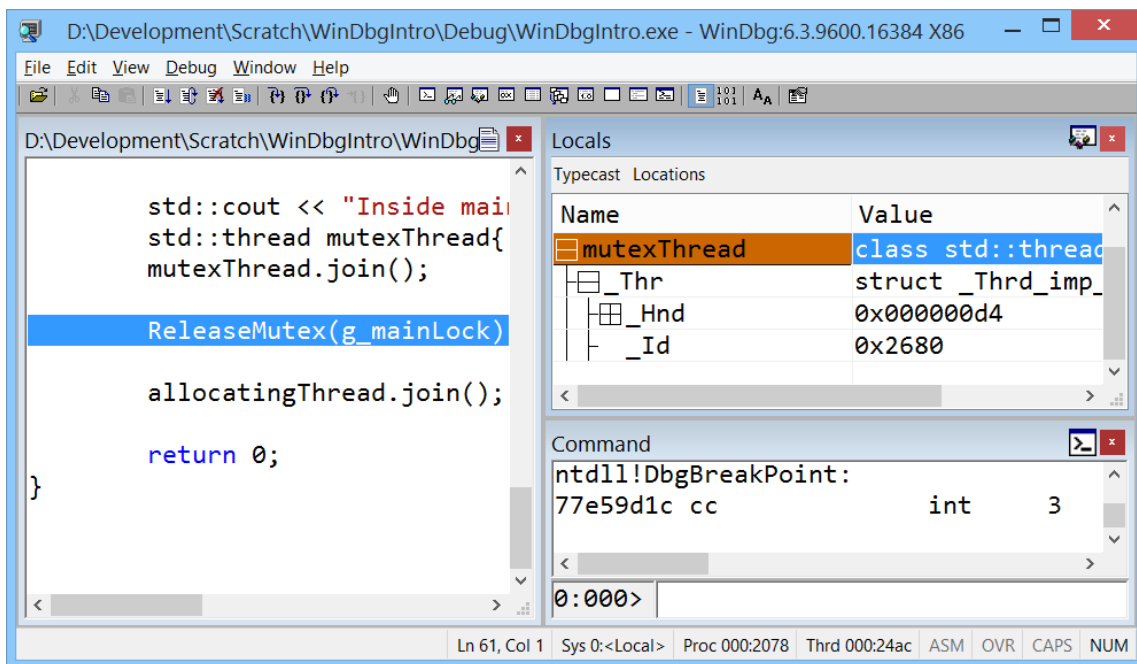 D:\Development\Scratch\WinDbgIntro\Debug\WinDbgIntro.exe - WinDbg:6.3.9600.16384 X86
File Edit View Debug Window Help
D:\Development\Scratch\WinDbgIntro\WinDbg
std::cout << "Inside mai
std::thread mutexThread{
mutexThread.join();
ReleaseMutex(g_mainLock)
allocatingThread.join();
return 0;
}
Locals
Typecast Locations
Name Value
mutexThread class std::thread
_Thr struct _Thrd_imp_
_Hnd 0x000000d4
_Id 0x2680
Command
ntdll!DbgBreakPoint:
77e59d1c cc int 3
0:000>
Ln 61, Col 1 Sys 0:<Local> Proc 000:2078 Thrd 000:24ac ASM OVR CAPS NUM